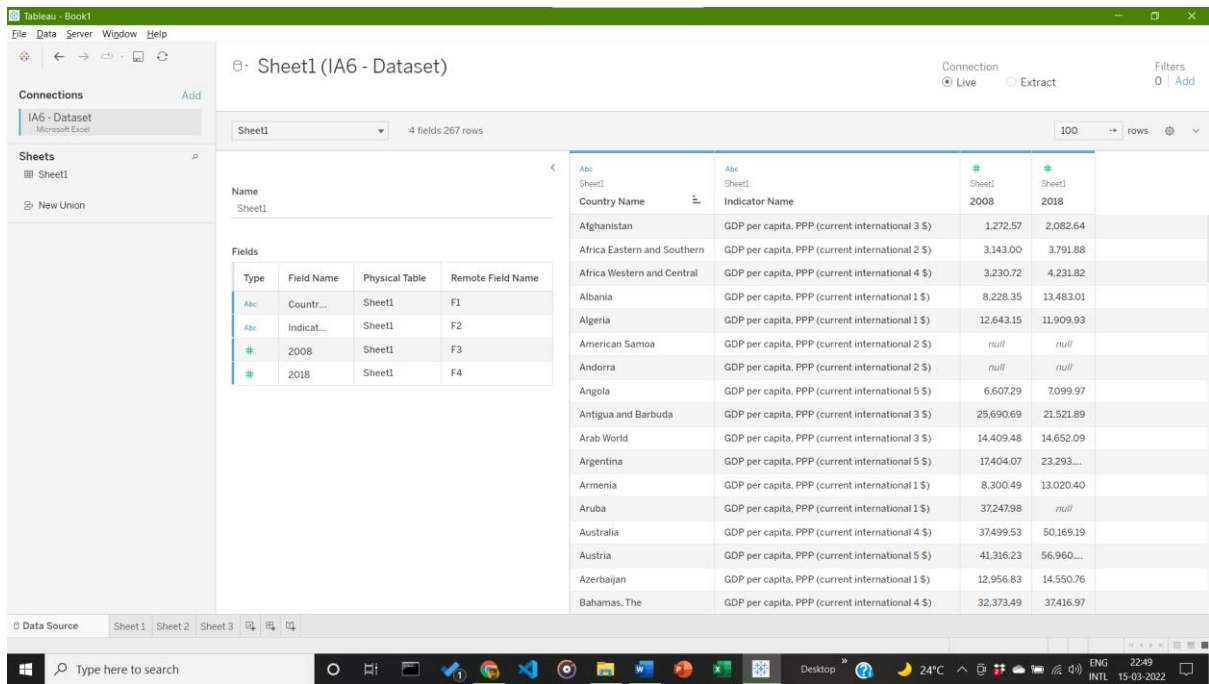 Tableau - Book1
File Data Server Window Help
Connections Add
IA6 - Dataset
Microsoft Excel
Sheets
Sheet1
New Union
Sheet1 (IA6 - Dataset)
Connection
Live Extract
Filters
0 Add
Sheet1 4 fields 267 rows
100 → rows
Name
Sheet1
Fields
Type Field Name Physical Table Remote Field Name
Abc Countr... Sheet1 F1
Abc Indicat... Sheet1 F2
# 2008 Sheet1 F3
# 2018 Sheet1 F4
Abc Abc # #
Sheet1 Sheet1 Sheet1 Sheet1
Country Name Indicator Name 2008 2018
Afghanistan GDP per capita, PPP (current international 3 $) 1,272.57 2,082.64
Africa Eastern and Southern GDP per capita, PPP (current international 2 $) 3,143.00 3,791.88
Africa Western and Central GDP per capita, PPP (current international 4 $) 3,230.72 4,231.82
Albania GDP per capita, PPP (current international 1 $) 8,228.35 13,483.01
Algeria GDP per capita, PPP (current international 1 $) 12,643.15 11,909.93
American Samoa GDP per capita, PPP (current international 2 $) null null
Andorra GDP per capita, PPP (current international 2 $) null null
Angola GDP per capita, PPP (current international 5 $) 6,607.29 7,099.97
Antigua and Barbuda GDP per capita, PPP (current international 3 $) 25,690.69 21,521.89
Arab World GDP per capita, PPP (current international 3 $) 14,409.48 14,652.09
Argentina GDP per capita, PPP (current international 5 $) 17,404.07 23,293....
Armenia GDP per capita, PPP (current international 1 $) 8,300.49 13,020.40
Aruba GDP per capita, PPP (current international 1 $) 37,247.98 null
Australia GDP per capita, PPP (current international 4 $) 37,499.53 50,169.19
Austria GDP per capita, PPP (current international 5 $) 41,316.23 56,960....
Azerbaijan GDP per capita, PPP (current international 1 $) 12,956.83 14,550.76
Bahamas, The GDP per capita, PPP (current international 4 $) 32,373.49 37,416.97
Data Source Sheet 1 Sheet 2 Sheet 3
Type here to search
Desktop 24°C ENG 22:49
INTL 15-03-2022